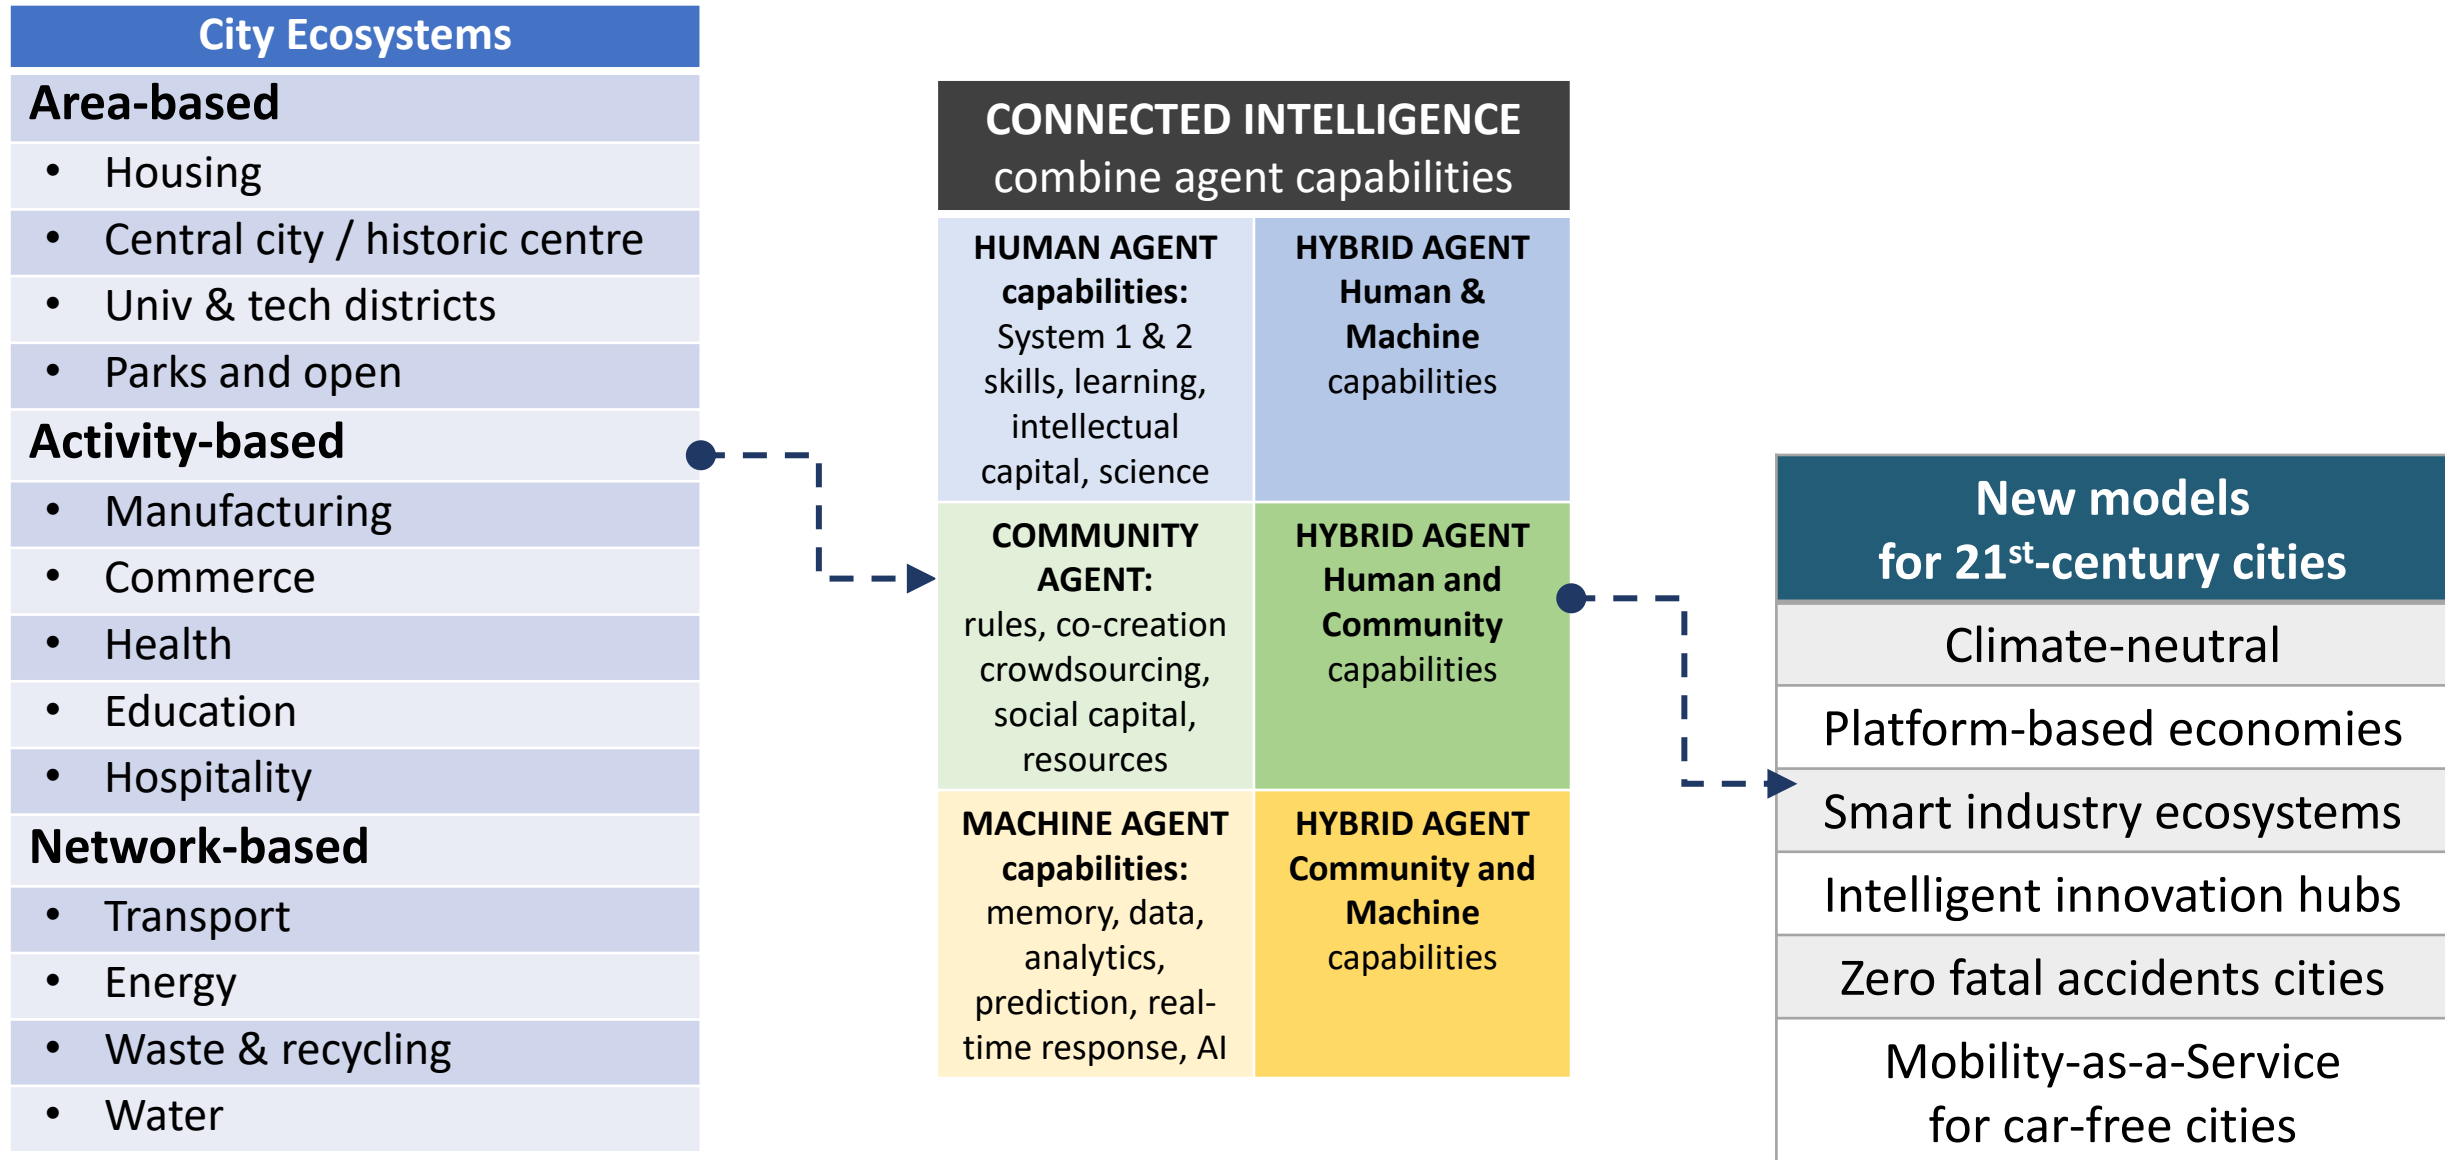 City Ecosystems
Area-based
• Housing
• Central city / historic centre
• Univ & tech districts
• Parks and open
Activity-based
• Manufacturing
• Commerce
• Health
• Education
• Hospitality
Network-based
• Transport
• Energy
• Waste & recycling
• Water
CONNECTED INTELLIGENCE
combine agent capabilities
HUMAN AGENT
capabilities:
System 1 & 2
skills, learning,
intellectual
capital, science
HYBRID AGENT
Human &
Machine
capabilities
COMMUNITY
AGENT:
rules, co-creation
crowdsourcing,
social capital,
resources
HYBRID AGENT
Human and
Community
capabilities
MACHINE AGENT
capabilities:
memory, data,
analytics,
prediction, real-
time response, AI
HYBRID AGENT
Community and
Machine
capabilities
New models
for 21st-century cities
Climate-neutral
Platform-based economies
Smart industry ecosystems
Intelligent innovation hubs
Zero fatal accidents cities
Mobility-as-a-Service
for car-free cities